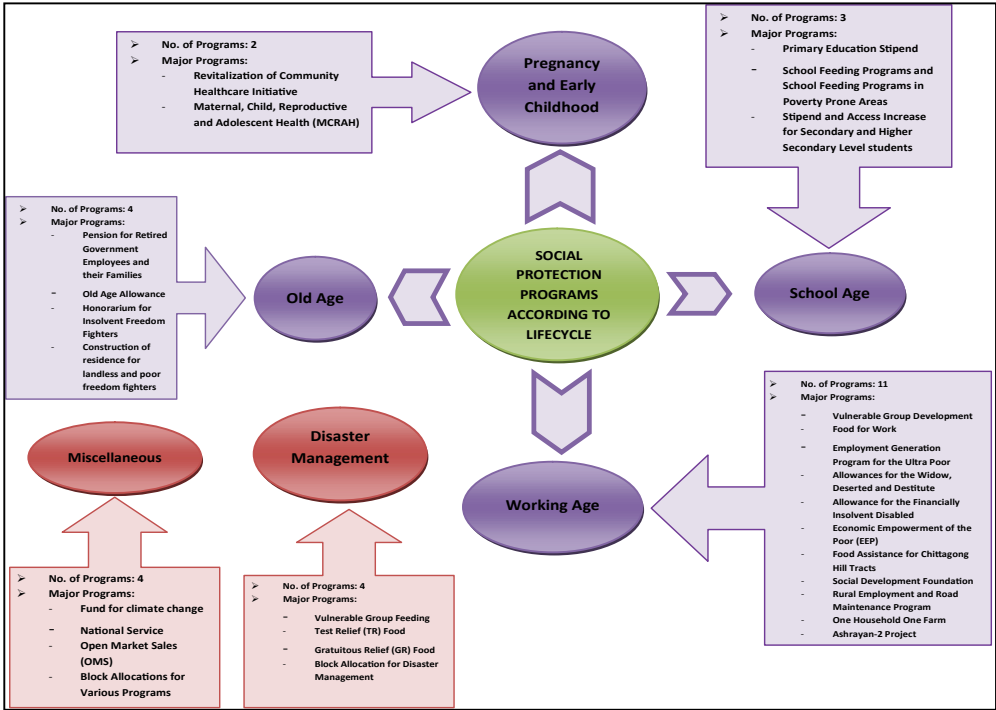 ➢ No. of Programs: 2
➢ Major Programs:
- Revitalization of Community
Healthcare Initiative
- Maternal, Child, Reproductive
and Adolescent Health (MCRAH)
Pregnancy
and Early
Childhood
➢ No. of Programs: 3
➢ Major Programs:
- Primary Education Stipend
- School Feeding Programs and
School Feeding Programs in
Poverty Prone Areas
- Stipend and Access Increase
for Secondary and Higher
Secondary Level students
➢ No. of Programs: 4
➢ Major Programs:
- Pension for Retired
Government
Employees and
their Families
- Old Age Allowance
- Honorarium for
Insolvent Freedom
Fighters
- Construction of
residence for
landless and poor
freedom fighters
Old Age
SOCIAL
PROTECTION
PROGRAMS
ACCORDING TO
LIFECYCLE
School Age
Miscellaneous
Disaster
Management
Working Age
➢ No. of Programs: 11
➢ Major Programs:
- Vulnerable Group Development
- Food for Work
- Employment Generation
Program for the Ultra Poor
- Allowances for the Widow,
Deserted and Destitute
- Allowance for the Financially
Insolvent Disabled
- Economic Empowerment of the
Poor (EEP)
- Food Assistance for Chittagong
Hill Tracts
- Social Development Foundation
- Rural Employment and Road
Maintenance Program
- One Household One Farm
- Ashrayan-2 Project
➢ No. of Programs: 4
➢ Major Programs:
- Fund for climate change
- National Service
- Open Market Sales
(OMS)
- Block Allocations for
Various Programs
➢ No. of Programs: 4
➢ Major Programs:
- Vulnerable Group Feeding
- Test Relief (TR) Food
- Gratuitous Relief (GR) Food
- Block Allocation for Disaster
Management